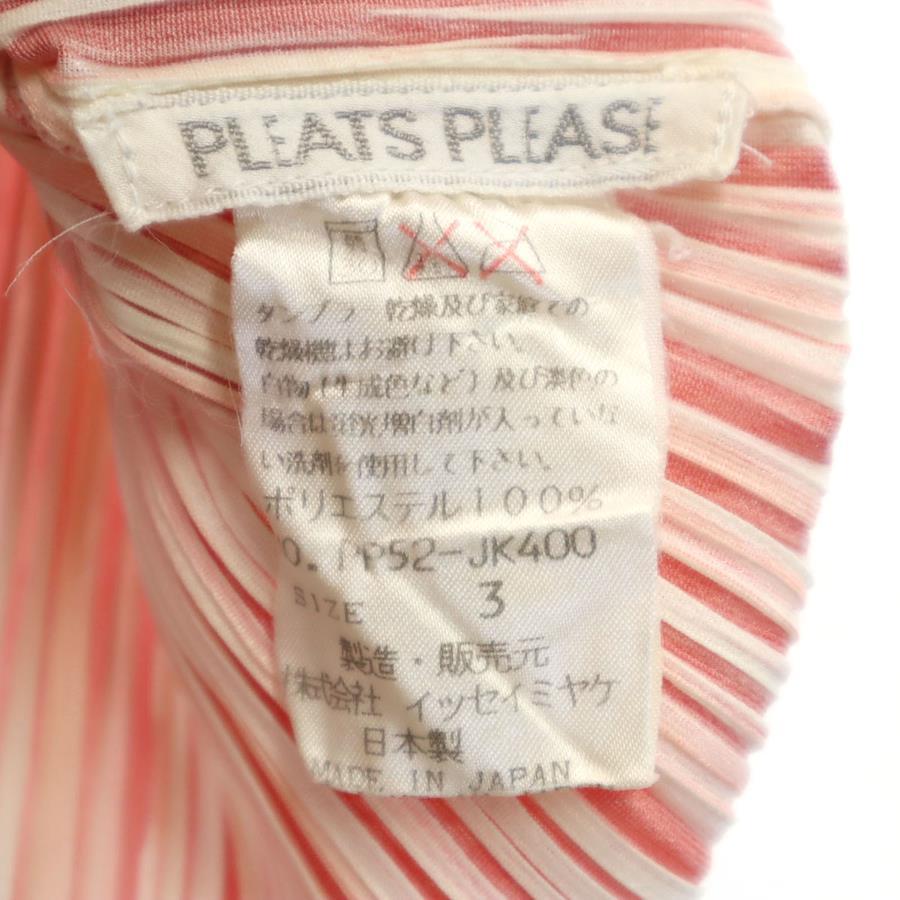 PLEATS PLEASE
タンブラー乾燥及び家庭での
乾燥機はお避け下さい。
白物(生成色など)及び淡色の
場合は蛍光増白剤が入っていな
い洗剤を使用して下さい。
ポリエステル100%
PP52-JK400
SIZE 3
製造・販売元
株式会社 イッセイミヤケ
日本製
MADE IN JAPAN